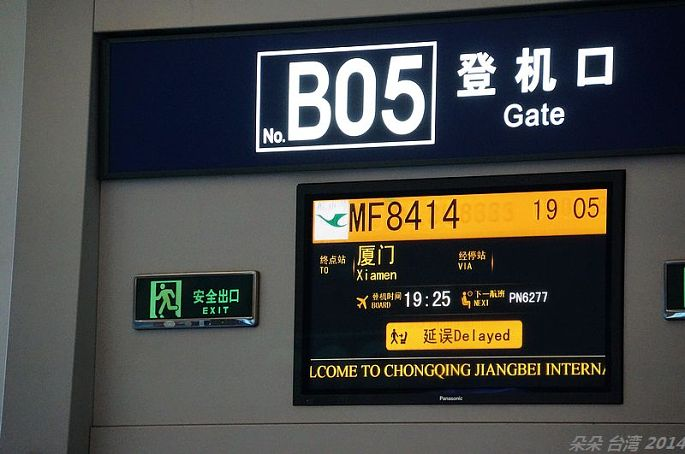 No. B05 登机口
Gate
MF8414 19 05
终点站 厦门 经停站
TO Xiamen VIA
登机时间 19:25 下一航班 PN6277
BOARD NEXT
延误Delayed
LCOME TO CHONGQING JIANGBEI INTERNA
安全出口
EXIT
Panasonic
朵朵 台湾 2014